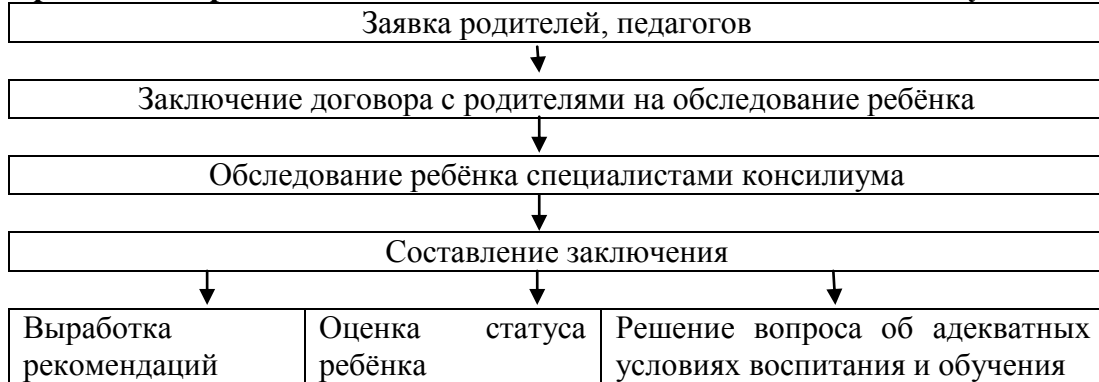 Заявка родителей, педагогов
Заключение договора с родителями на обследование ребёнка
Обследование ребёнка специалистами консилиума
Составление заключения
Выработка
рекомендаций
Оценка статуса
ребёнка
Решение вопроса об адекватных
условиях воспитания и обучения